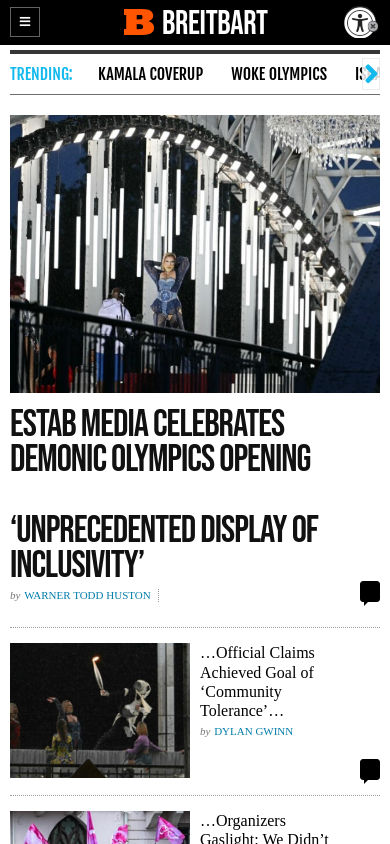 BREITBART
TRENDING:
KAMALA COVERUP
WOKE OLYMPICS
ESTAB MEDIA CELEBRATES
DEMONIC OLYMPICS OPENING
‘UNPRECEDENTED DISPLAY OF
INCLUSIVITY’
by WARNER TODD HUSTON
…Official Claims
Achieved Goal of
‘Community
Tolerance’…
by DYLAN GWINN
…Organizers
Gaslight: We Didn’t